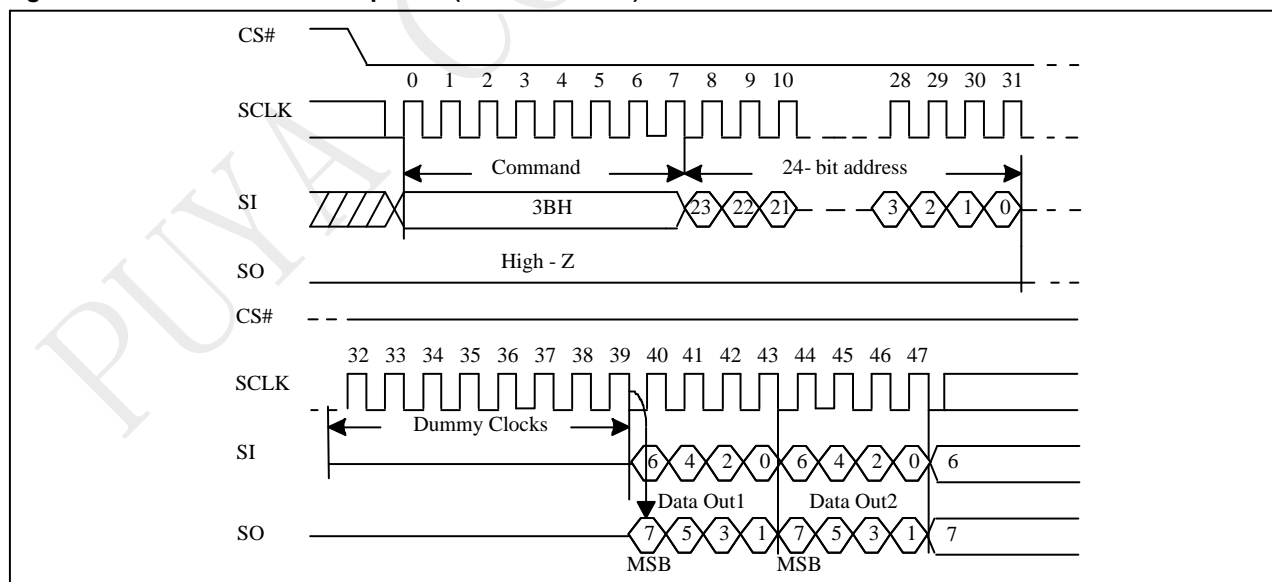 CS#
0 1 2 3 4 5 6 7 8 9 10 28 29 30 31
SCLK
Command 24- bit address
SI
3BH 23 22 21 3 2 1 0
SO High - Z
CS#
32 33 34 35 36 37 38 39 40 41 42 43 44 45 46 47
SCLK
Dummy Clocks
SI 6 4 2 0 6 4 2 0 6
Data Out1 Data Out2
SO 7 5 3 1 7 5 3 1 7
MSB MSB
PUYA